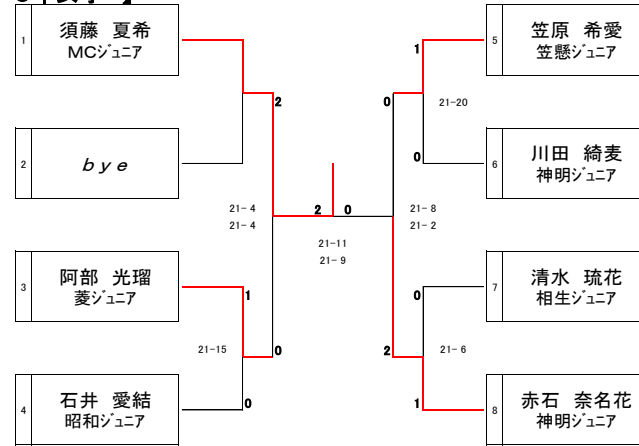 1
須藤 夏希
MCジュニア
2
bye
3
阿部 光瑠
菱ジュニア
4
石井 愛結
昭和ジュニア
2
21-4
21-4
1
21-15
0
0
2 0
21-11
21-9
1
0
21-20
0
21-8
21-2
0
2
21-6
1
5
笠原 希愛
笠懸ジュニア
6
川田 綺麦
神明ジュニア
7
清水 琉花
相生ジュニア
8
赤石 奈名花
神明ジュニア